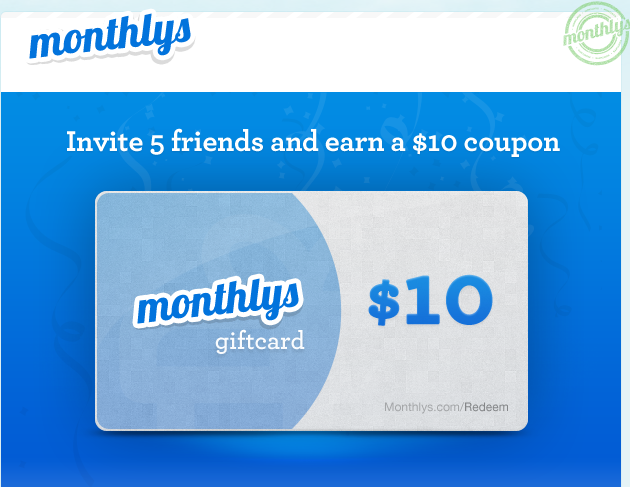 monthlys
monthlys
Invite 5 friends and earn a $10 coupon
monthlys
giftcard
$10
Monthlys.com/Redeem